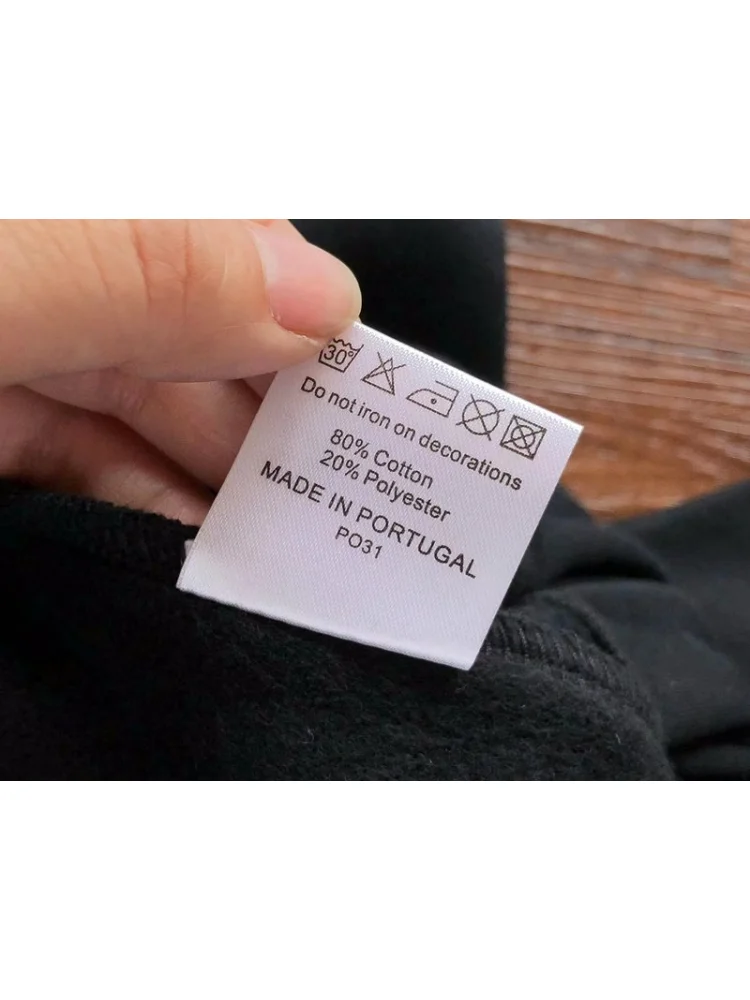 30°
Do not iron on decorations
80% Cotton
20% Polyester
MADE IN PORTUGAL
PO31